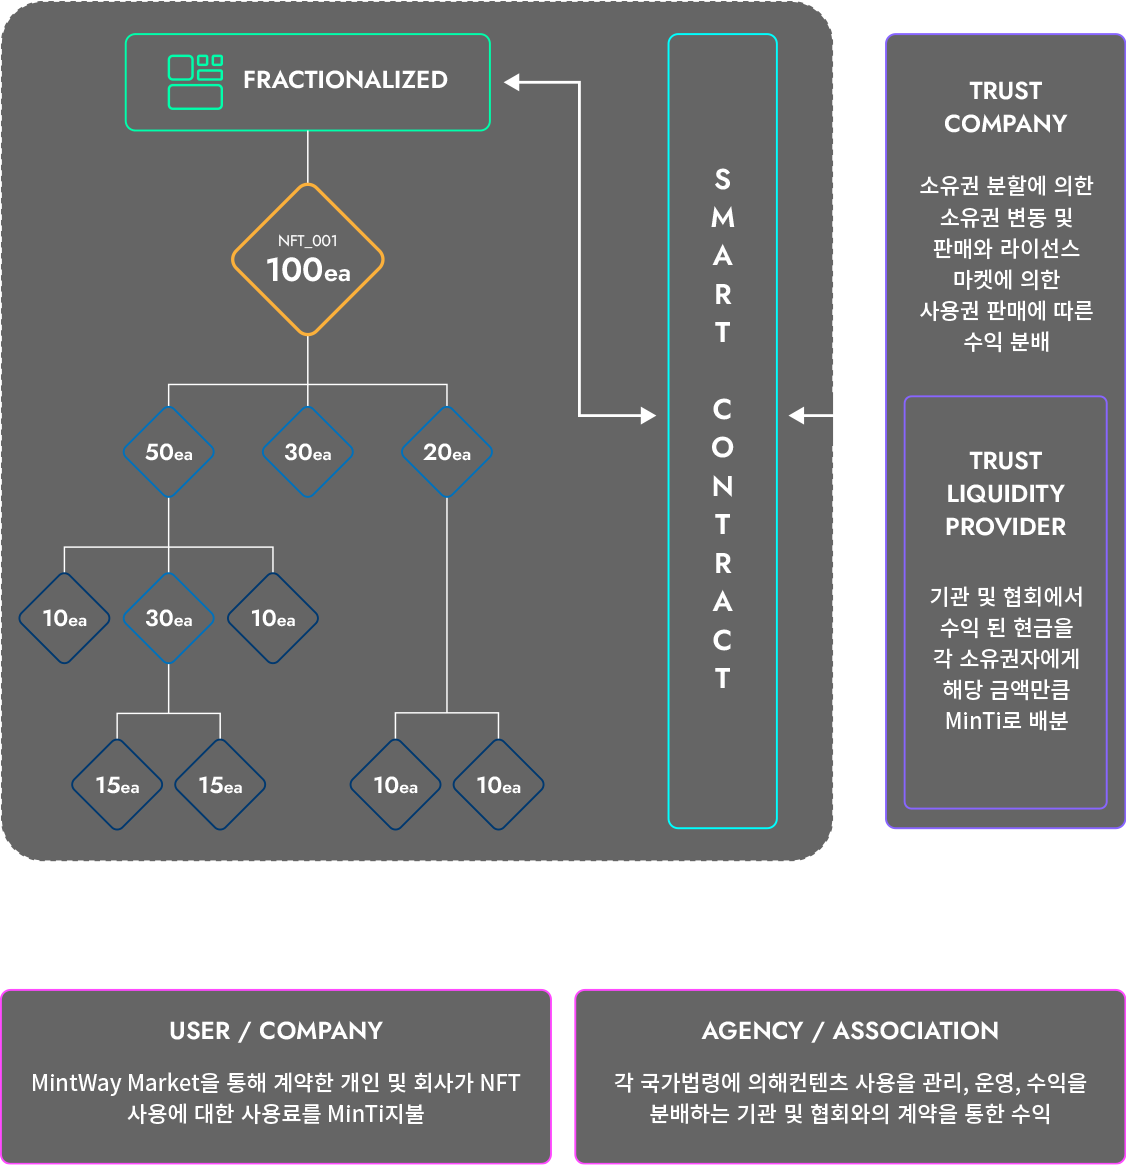 FRACTIONALIZED
NFT_001
100ea
50ea
30ea
20ea
10ea
30ea
10ea
15ea
15ea
10ea
10ea
SMART CONTRACT
TRUST
COMPANY
소유권 분할에 의한
소유권 변동 및
판매와 라이선스
마켓에 의한
사용권 판매에 따른
수익 분배
TRUST
LIQUIDITY
PROVIDER
기관 및 협회에서
수익 된 현금을
각 소유권자에게
해당 금액만큼
MinTi로 배분
USER / COMPANY
MintWay Market을 통해 계약한 개인 및 회사가 NFT
사용에 대한 사용료를 MinTi지불
AGENCY / ASSOCIATION
각 국가법령에 의해컨텐츠 사용을 관리, 운영, 수익을
분배하는 기관 및 협회와의 계약을 통한 수익